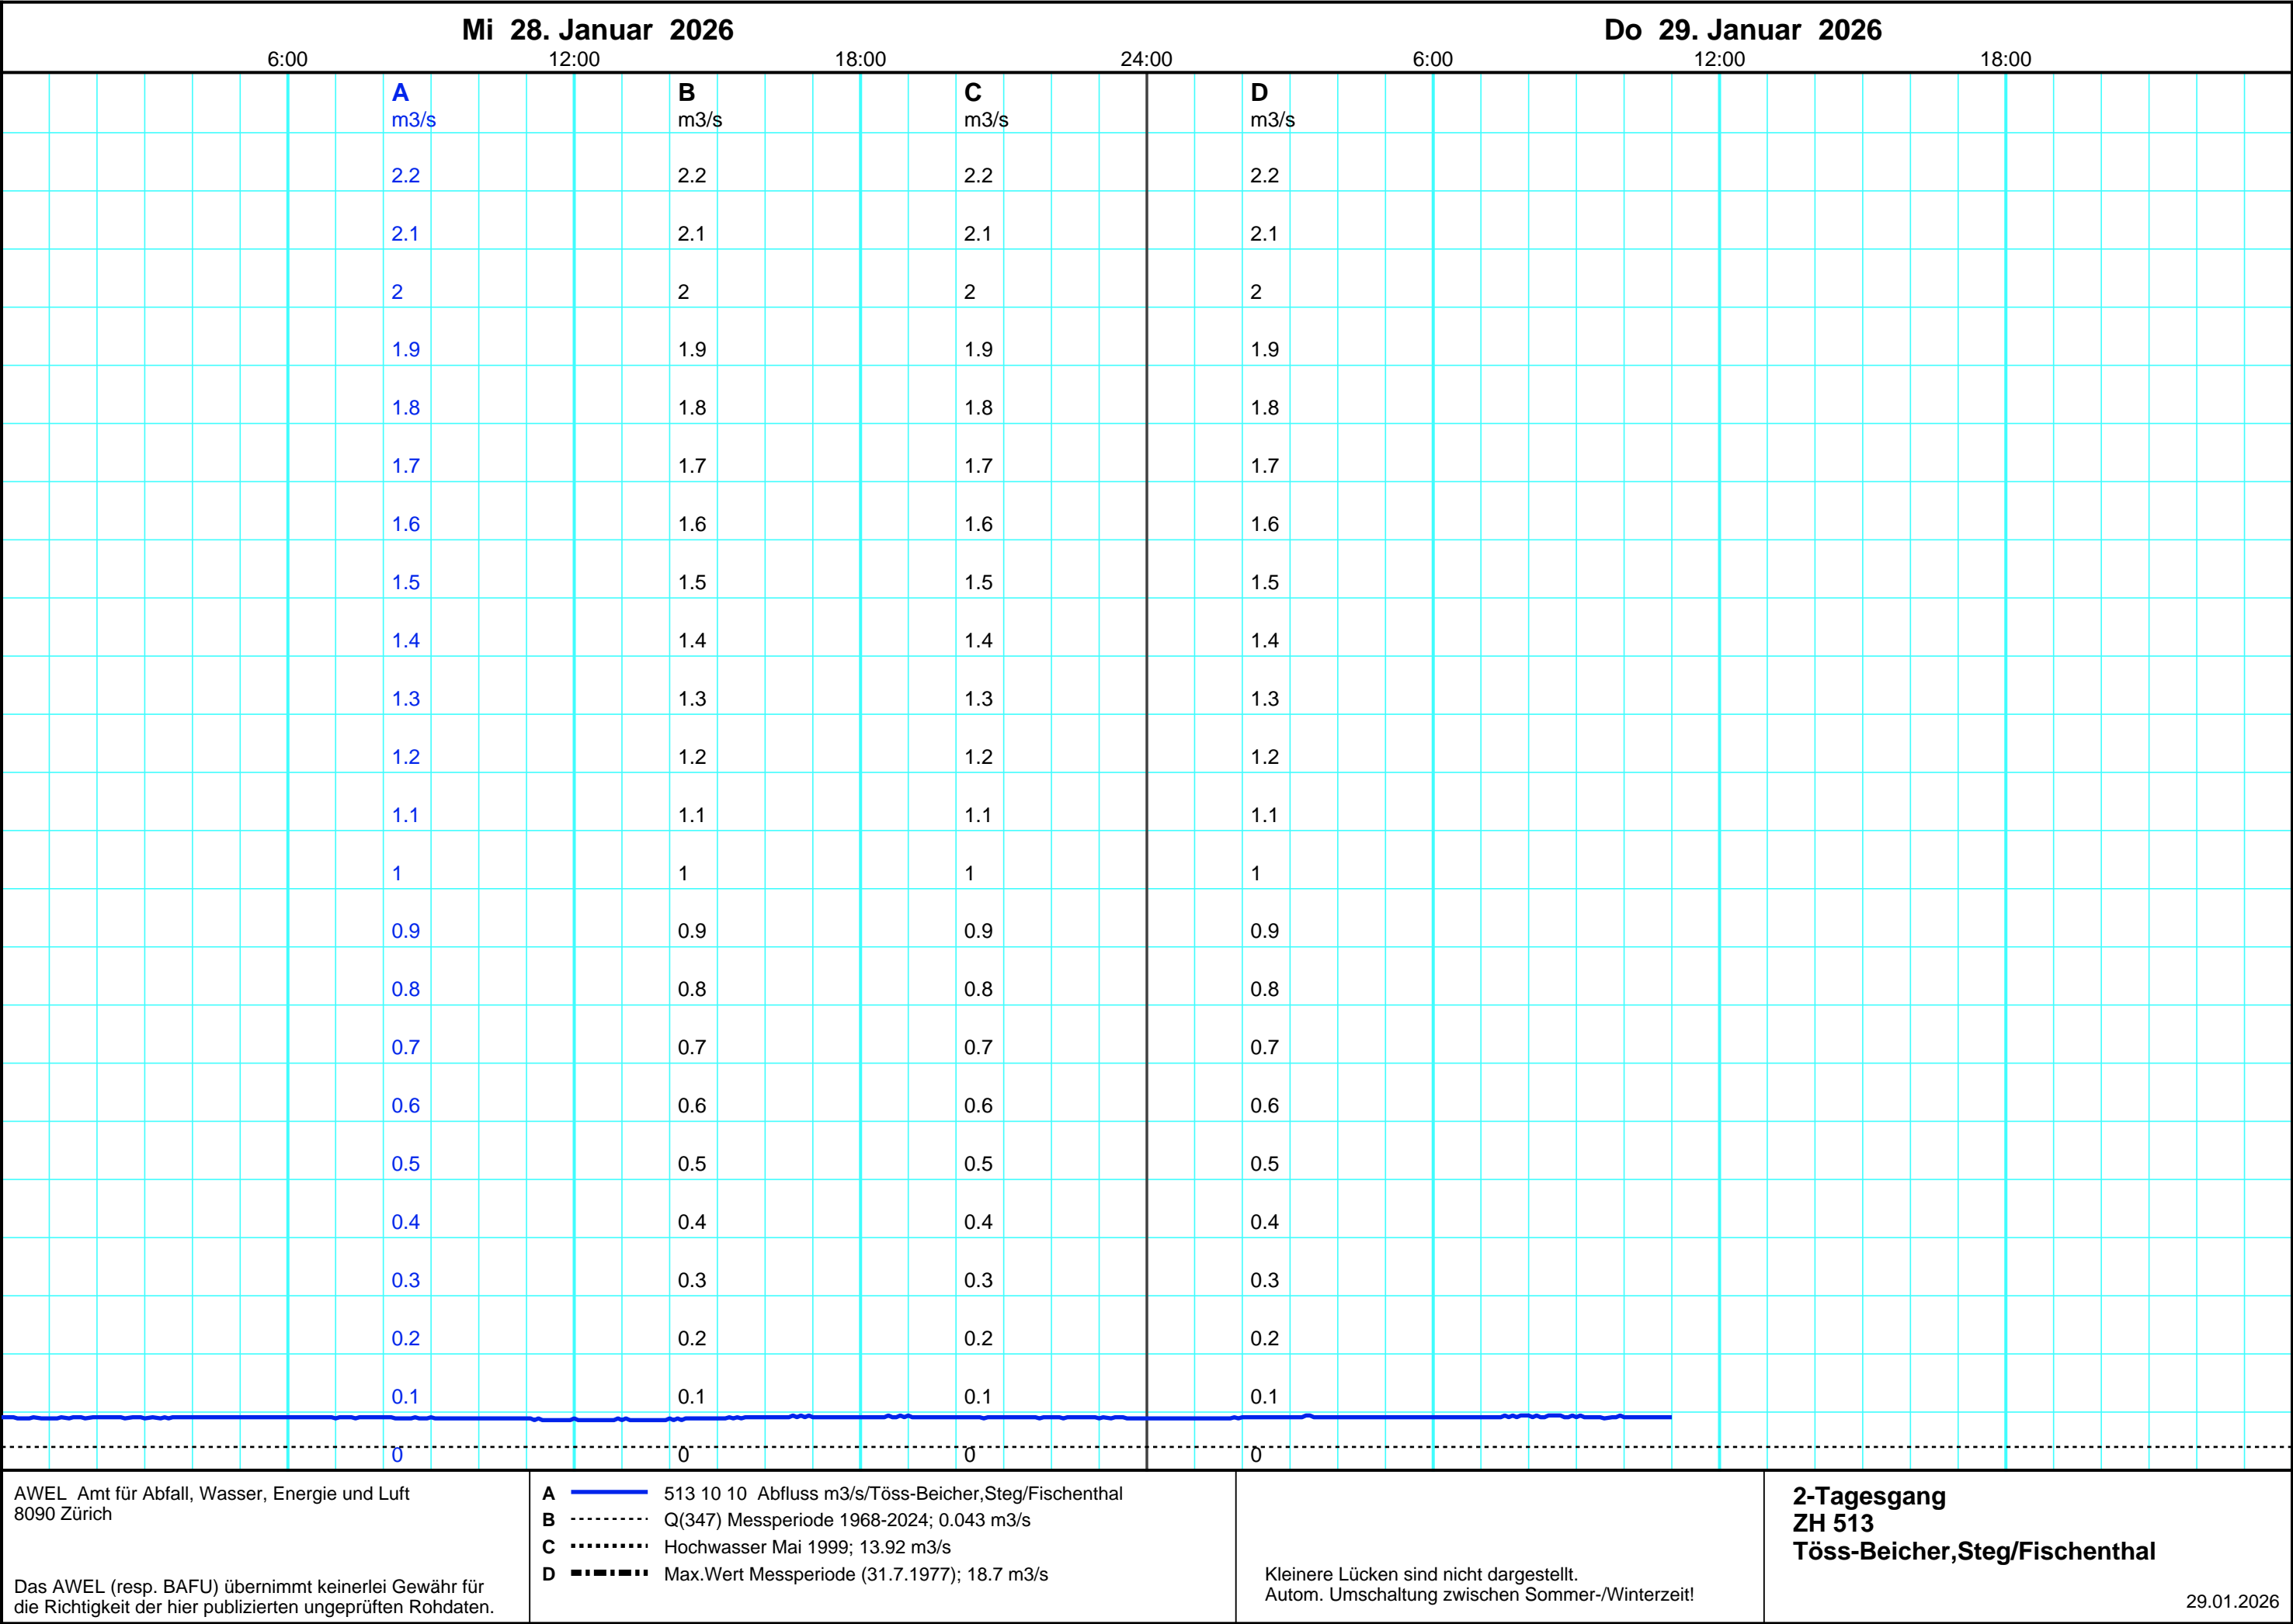 Mi  28. Januar  2026 Do  29. Januar  2026
6:00 12:00 18:00 24:00 6:00 12:00 18:00
A B C D
m3/s m3/s m3/s m3/s
2.2 2.2 2.2 2.2
2.1 2.1 2.1 2.1
2 2 2 2
1.9 1.9 1.9 1.9
1.8 1.8 1.8 1.8
1.7 1.7 1.7 1.7
1.6 1.6 1.6 1.6
1.5 1.5 1.5 1.5
1.4 1.4 1.4 1.4
1.3 1.3 1.3 1.3
1.2 1.2 1.2 1.2
1.1 1.1 1.1 1.1
1 1 1 1
0.9 0.9 0.9 0.9
0.8 0.8 0.8 0.8
0.7 0.7 0.7 0.7
0.6 0.6 0.6 0.6
0.5 0.5 0.5 0.5
0.4 0.4 0.4 0.4
0.3 0.3 0.3 0.3
0.2 0.2 0.2 0.2
0.1 0.1 0.1 0.1
0 0 0 0
AWEL  Amt für Abfall, Wasser, Energie und Luft
8090 Zürich
Das AWEL (resp. BAFU) übernimmt keinerlei Gewähr für
die Richtigkeit der hier publizierten ungeprüften Rohdaten.
A 513 10 10  Abfluss m3/s/Töss-Beicher,Steg/Fischenthal
B Q(347) Messperiode 1968-2024; 0.043 m3/s
C Hochwasser Mai 1999; 13.92 m3/s
D Max.Wert Messperiode (31.7.1977); 18.7 m3/s
Kleinere Lücken sind nicht dargestellt.
Autom. Umschaltung zwischen Sommer-/Winterzeit!
2-Tagesgang
ZH 513
Töss-Beicher,Steg/Fischenthal
29.01.2026